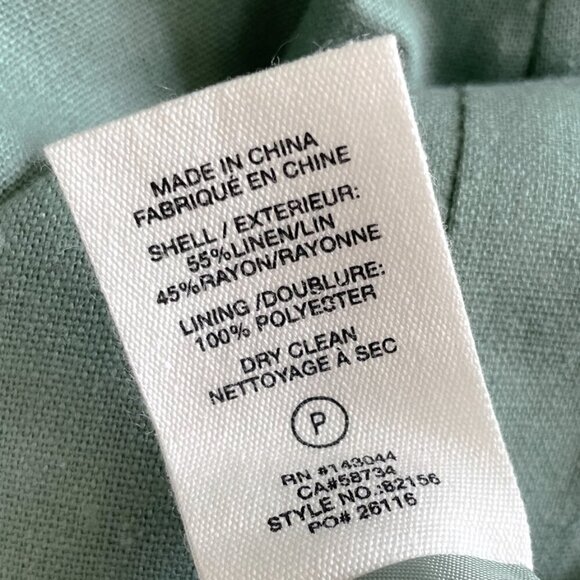 MADE IN CHINA
FABRIQUÉ EN CHINE
SHELL / EXTERIEUR:
55%LINEN/LIN
45%RAYON/RAYONNE
LINING /DOUBLURE:
100% POLYESTER
DRY CLEAN
NETTOYAGE À SEC
P
RN #143044
CA#58734
STYLE NO.:82156
PO# 26116